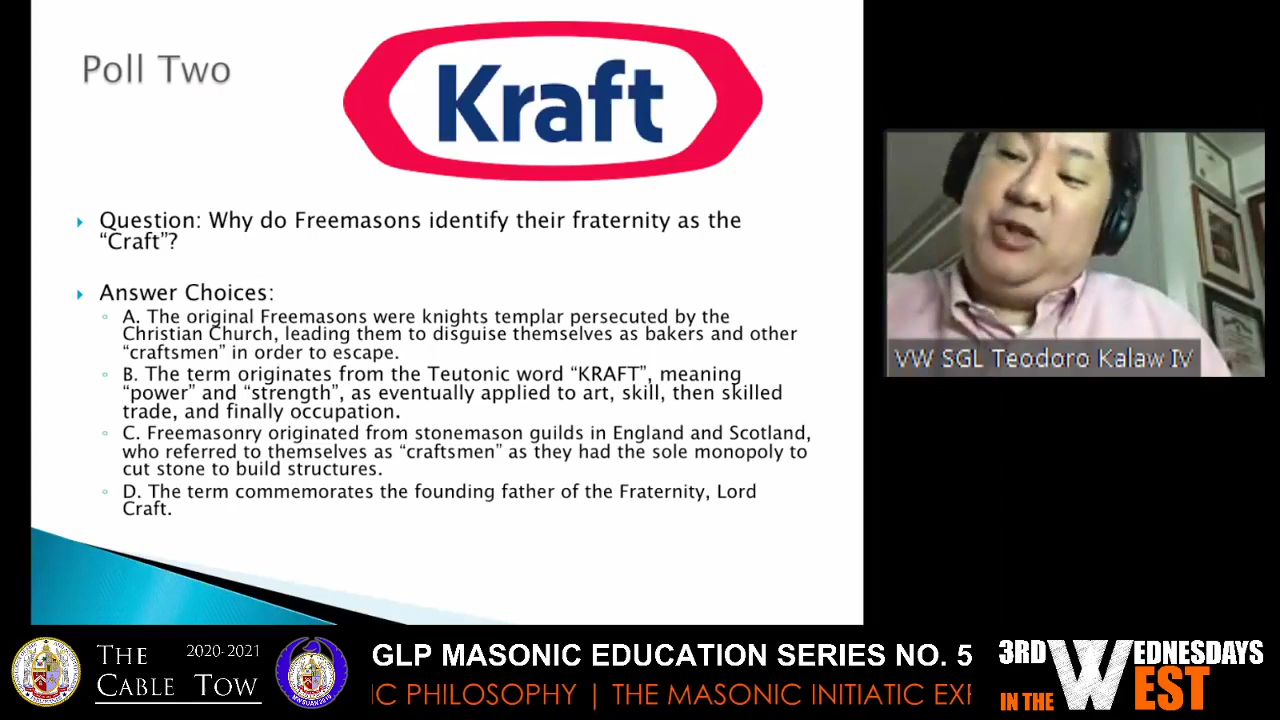 Poll Two
Kraft
Question: Why do Freemasons identify their fraternity as the
“Craft”?
Answer Choices:
A. The original Freemasons were knights templar persecuted by the
Christian Church, leading them to disguise themselves as bakers and other
“craftsmen” in order to escape.
B. The term originates from the Teutonic word “KRAFT”, meaning
“power” and “strength”, as eventually applied to art, skill, then skilled
trade, and finally occupation.
C. Freemasonry originated from stonemason guilds in England and Scotland,
who referred to themselves as “craftsmen” as they had the sole monopoly to
cut stone to build structures.
D. The term commemorates the founding father of the Fraternity, Lord
Craft.
VW SGL Teodoro Kalaw IV
THE 2020-2021
CABLE TOW
GLP MASONIC EDUCATION SERIES NO. 5
IC PHILOSOPHY | THE MASONIC INITIATIC EX
3RD WEDNESDAYS
IN THE WEST